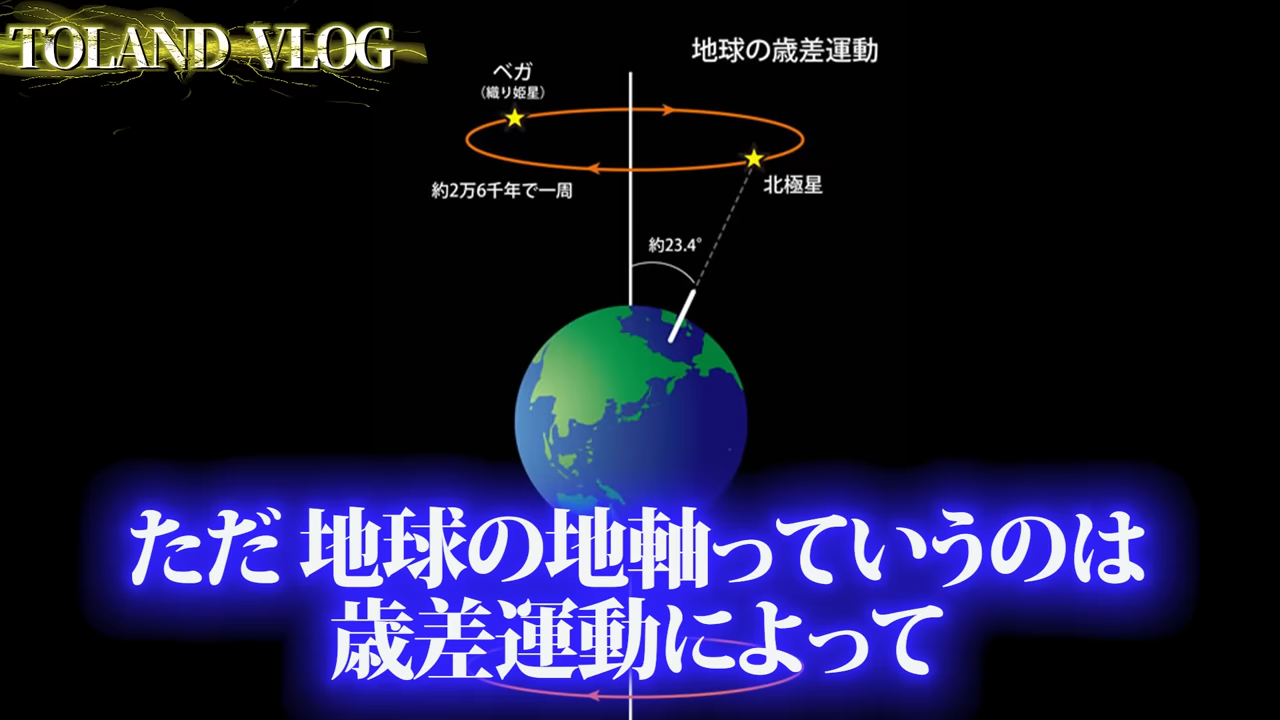 TOLAND VLOG
地球の歳差運動
ベガ
(織り姫星)
北極星
約2万6千年で一周
約23.4°
ただ 地球の地軸っていうのは
歳差運動によって